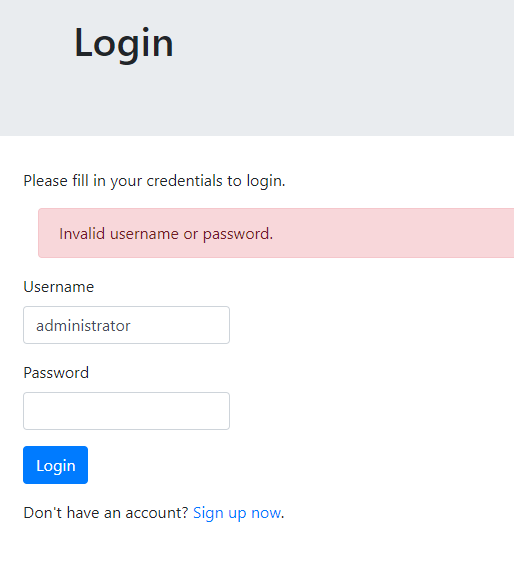 Login
Please fill in your credentials to login.
Invalid username or password.
Username
administrator
Password
Login
Don't have an account? Sign up now.